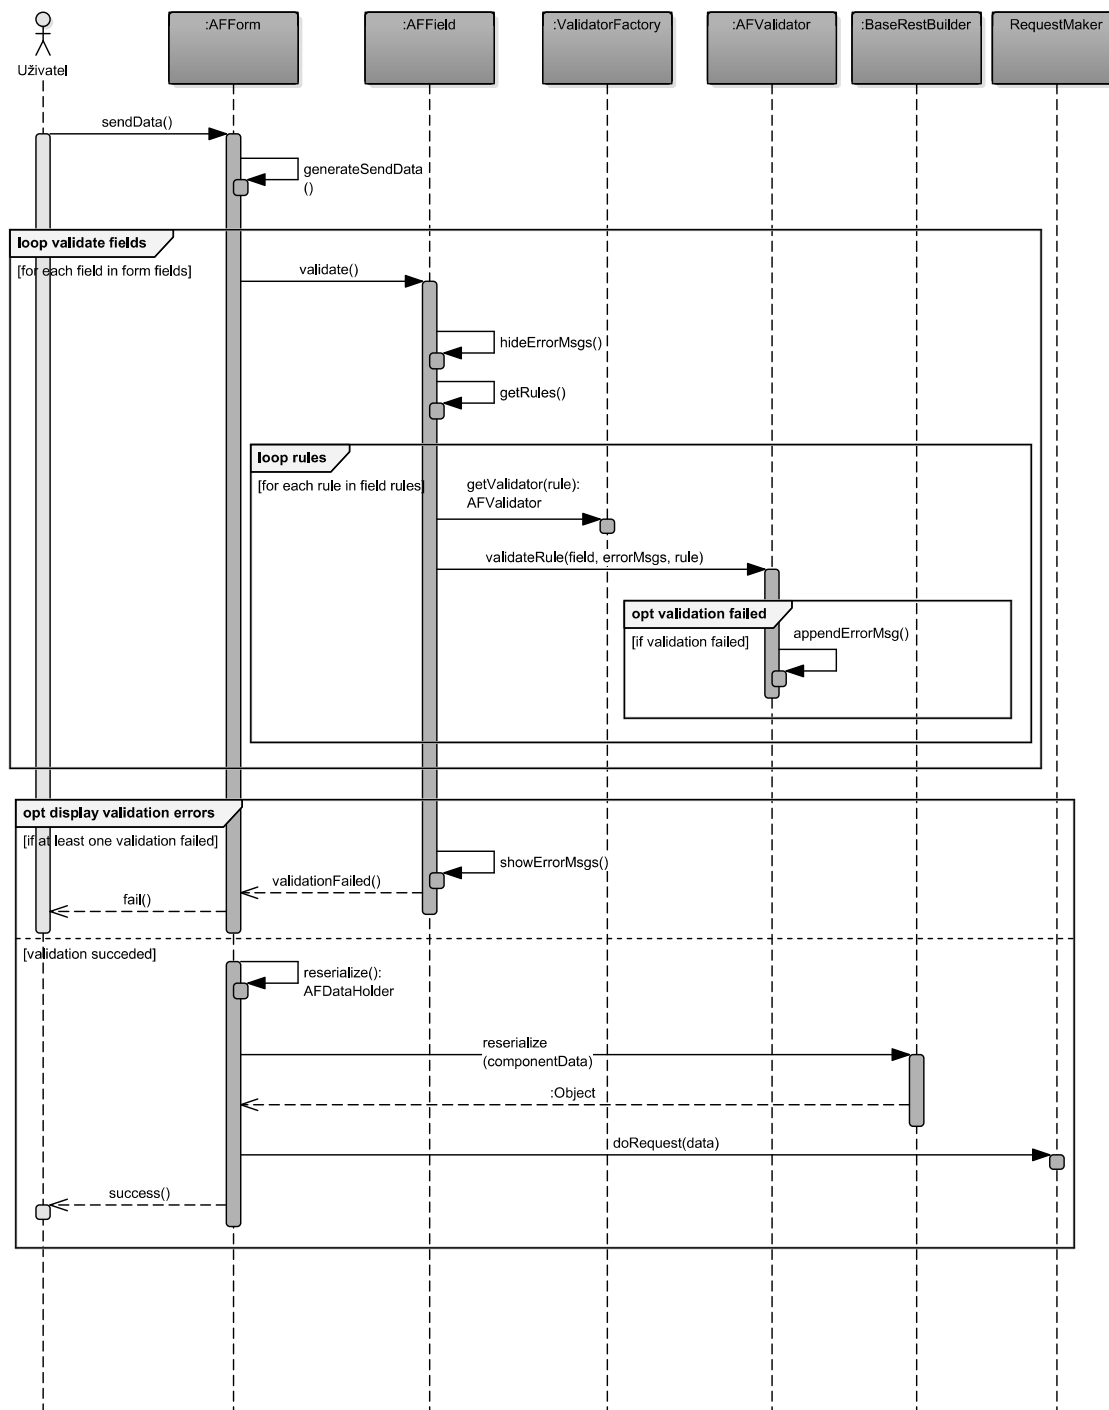 :AFForm
:AFField
:ValidatorFactory
:AFValidator
:BaseRestBuilder
RequestMaker
Uživatel
sendData()
generateSendData
()
loop validate fields
[for each field in form fields]
validate()
hideErrorMsgs()
getRules()
loop rules
[for each rule in field rules]
getValidator(rule):
AFValidator
validateRule(field, errorMsgs, rule)
opt validation failed
[if validation failed]
appendErrorMsg()
opt display validation errors
[if at least one validation failed]
showErrorMsgs()
validationFailed()
fail()
[validation succeded]
reserialize():
AFDataHolder
reserialize
(componentData)
:Object
doRequest(data)
success()